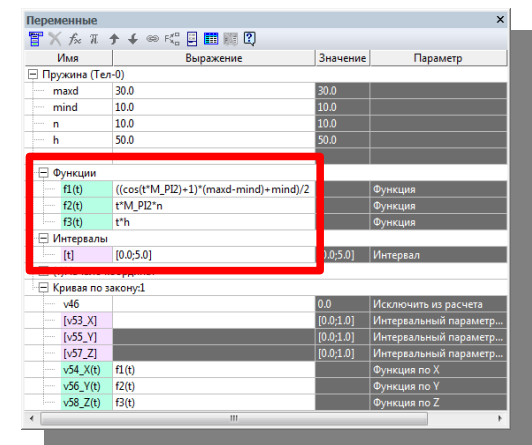 Переменные
Имя Выражение Значение Параметр
Пружина (Тел-0)
maxd 30.0 30.0
mind 10.0 10.0
n 10.0 10.0
h 50.0 50.0
Функции
f1(t) ((cos(t*M_PI2)+1)*(maxd-mind)+mind)/2 Функция
f2(t) t*M_PI2*n Функция
f3(t) t*h Функция
Интервалы
[t] [0.0;5.0] [0.0;5.0] Интервал
Кривая по закону:1
v46 0.0 Исключить из расчета
[v53_X] [0.0;1.0] Интервальный параметр...
[v55_Y] [0.0;1.0] Интервальный параметр...
[v57_Z] [0.0;1.0] Интервальный параметр...
v54_X(t) f1(t) Функция по X
v56_Y(t) f2(t) Функция по Y
v58_Z(t) f3(t) Функция по Z